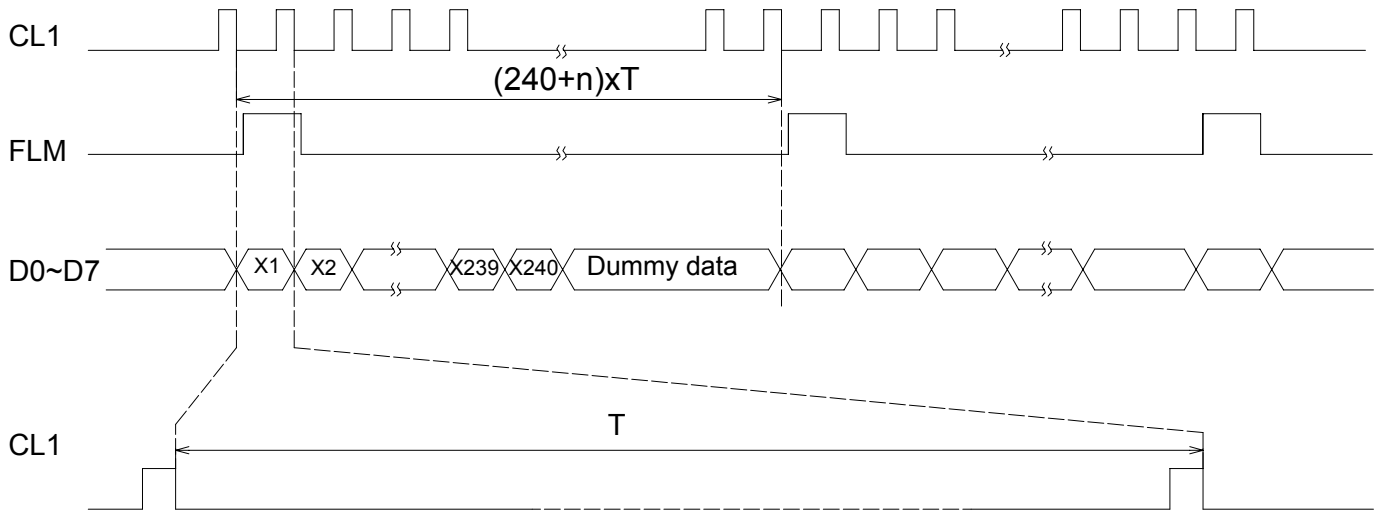 CL1
(240+n)xT
FLM
D0~D7 X1 X2 X239 X240 Dummy data
T
CL1